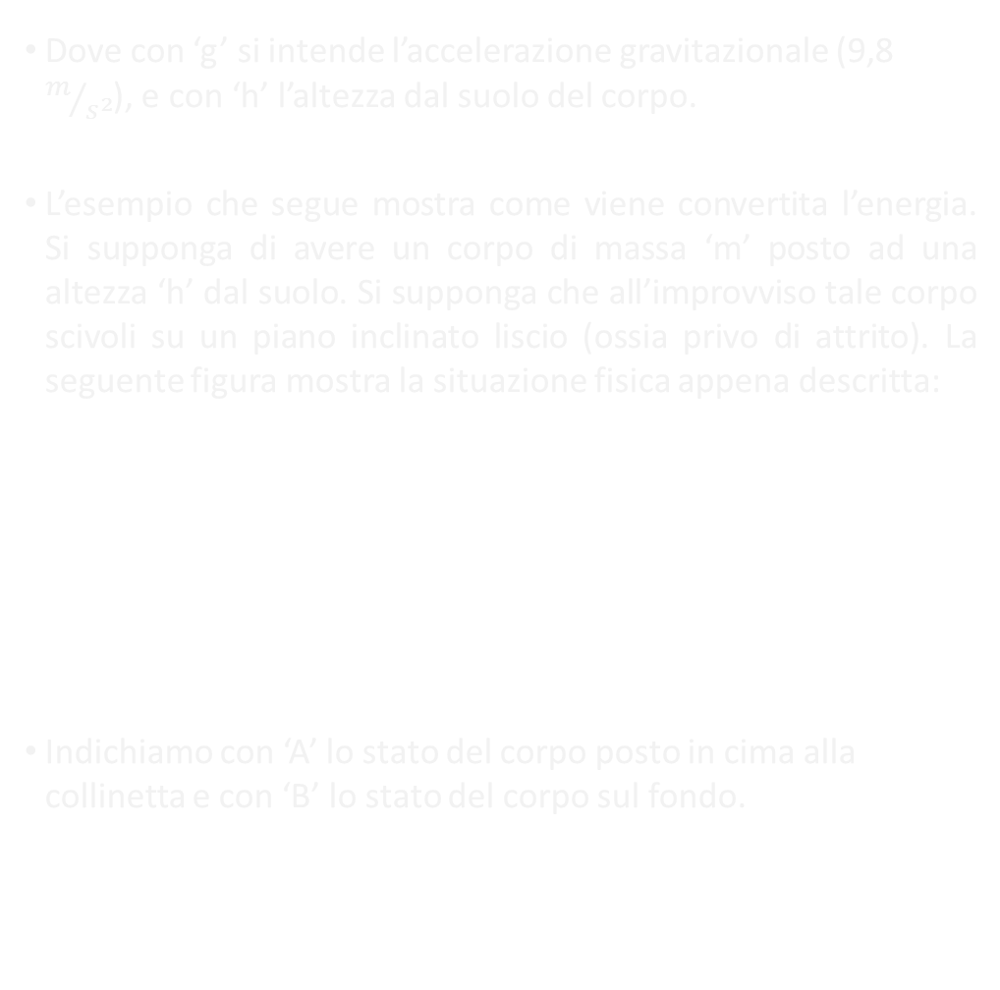 • Dove con ‘g’ si intende l’accelerazione gravitazionale (9,8
m/s²), e con ‘h’ l’altezza dal suolo del corpo.
• L’esempio che segue mostra come viene convertita l’energia.
Si supponga di avere un corpo di massa ‘m’ posto ad una
altezza ‘h’ dal suolo. Si supponga che all’improvviso tale corpo
scivoli su un piano inclinato liscio (ossia privo di attrito). La
seguente figura mostra la situazione fisica appena descritta:
• Indichiamo con ‘A’ lo stato del corpo posto in cima alla
collinetta e con ‘B’ lo stato del corpo sul fondo.